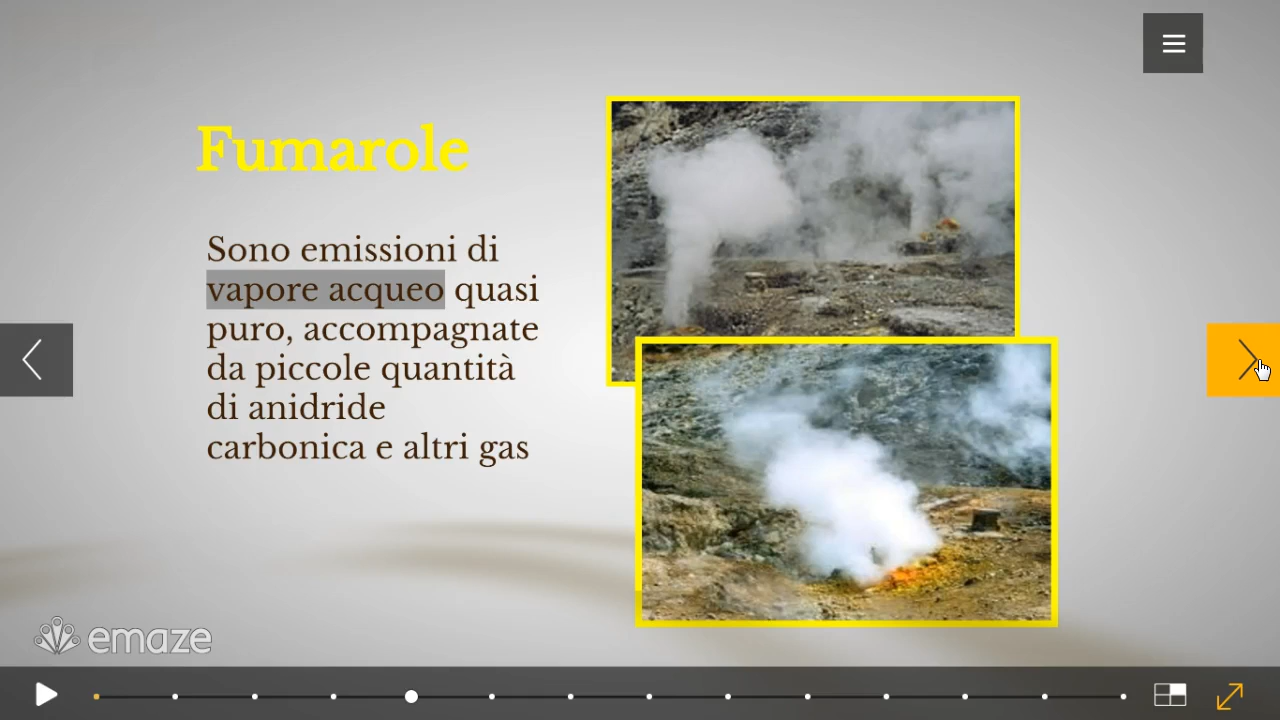 Fumarole
Sono emissioni di
vapore acqueo quasi
puro, accompagnate
da piccole quantità
di anidride
carbonica e altri gas
emaze